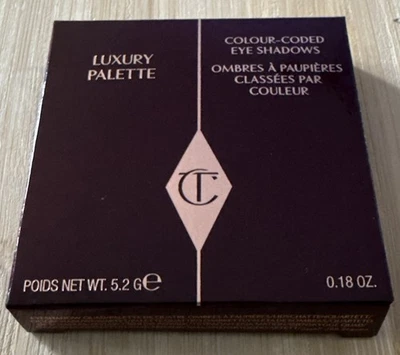 LUXURY
PALETTE
COLOUR-CODED
EYE SHADOWS
OMBRES À PAUPIÈRES
CLASSÉES PAR
COULEUR
CT
POIDS NET WT. 5.2 G℮
0.18 OZ.